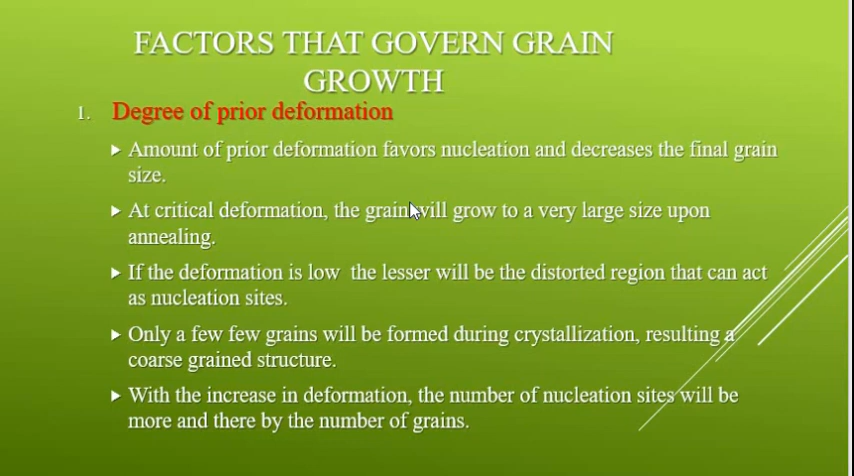 FACTORS THAT GOVERN GRAIN
GROWTH
1. Degree of prior deformation
Amount of prior deformation favors nucleation and decreases the final grain
size.
At critical deformation, the grain will grow to a very large size upon
annealing.
If the deformation is low the lesser will be the distorted region that can act
as nucleation sites.
Only a few few grains will be formed during crystallization, resulting a
coarse grained structure.
With the increase in deformation, the number of nucleation sites will be
more and there by the number of grains.